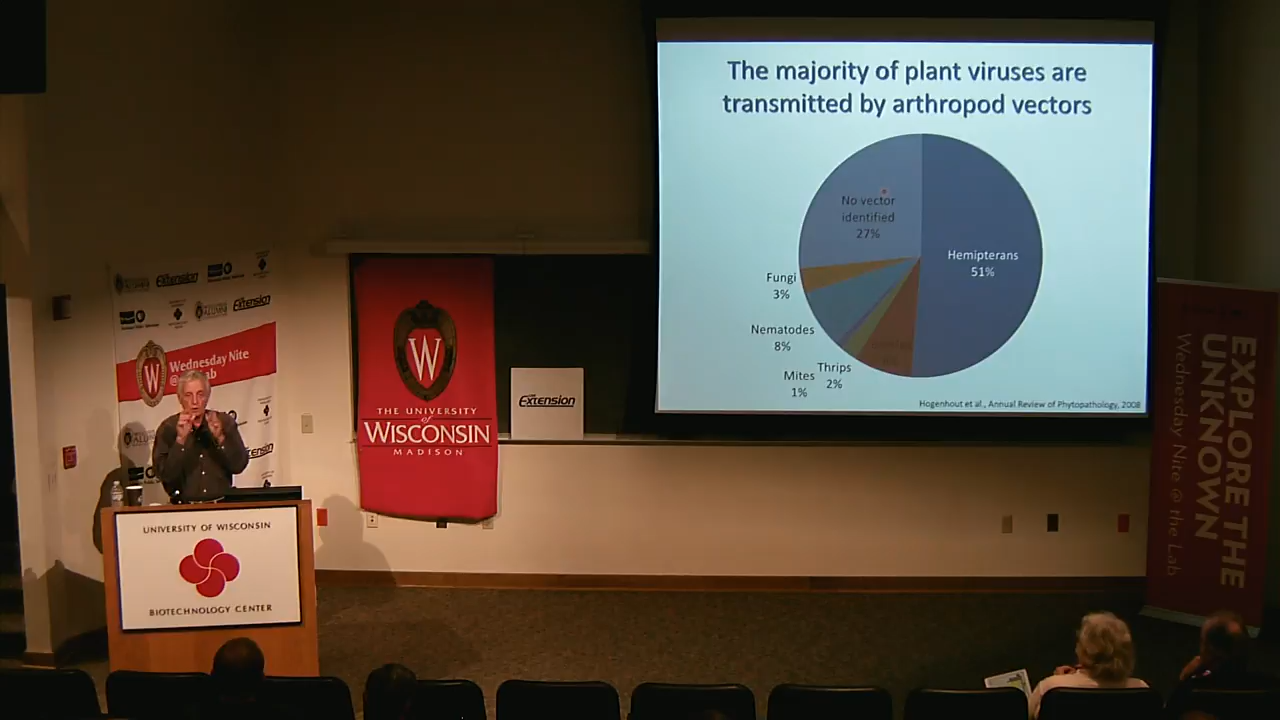 The majority of plant viruses are
transmitted by arthropod vectors
No vector
identified
27%
Hemipterans
51%
Fungi
3%
Nematodes
8%
Thrips
2%
Mites
1%
Hogenhout et al., Annual Review of Phytopathology, 2008
Extension
Extension
Wednesday Nite
THE UNIVERSITY
of
WISCONSIN
MADISON
W
W
Extension
UNIVERSITY OF WISCONSIN
BIOTECHNOLOGY CENTER
EXPLORE THE
UNKNOWN
Wednesday Nite @ the Lab